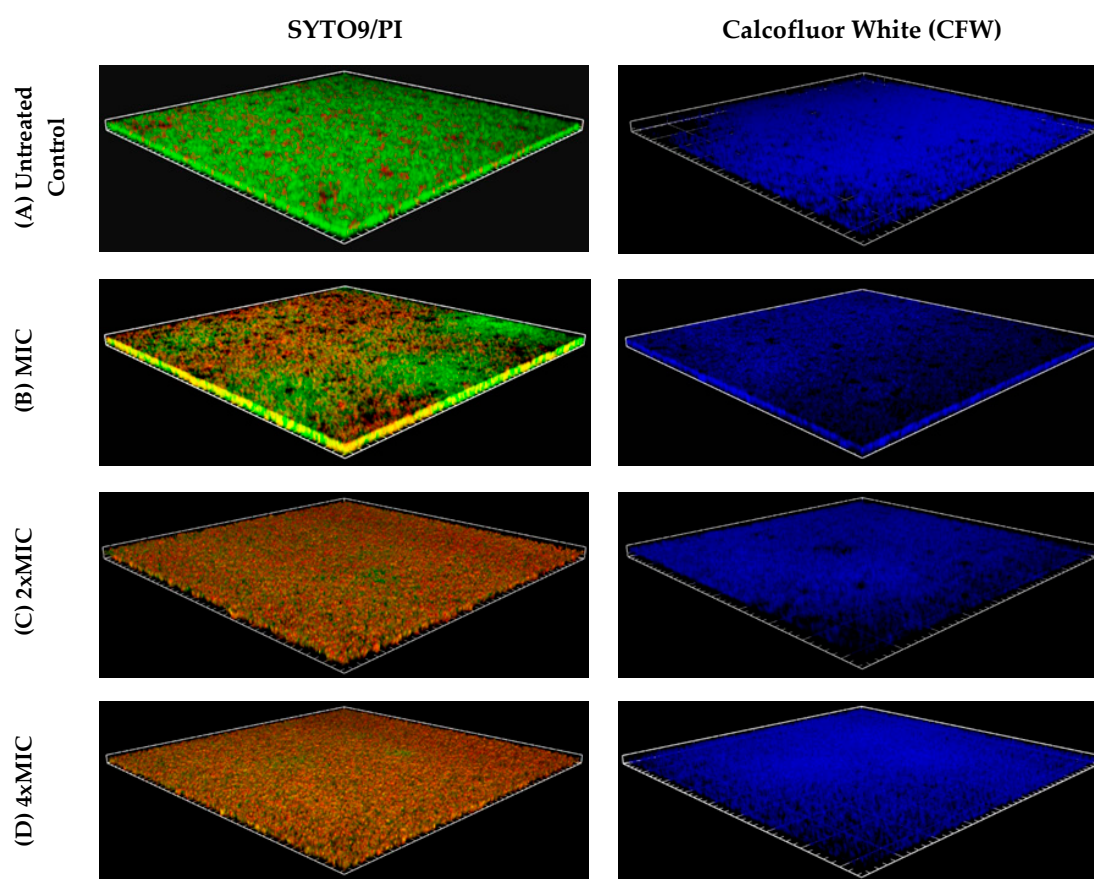 SYTO9/PI
Calcofluor White (CFW)
(A) Untreated
Control
(B) MIC
(C) 2xMIC
(D) 4xMIC